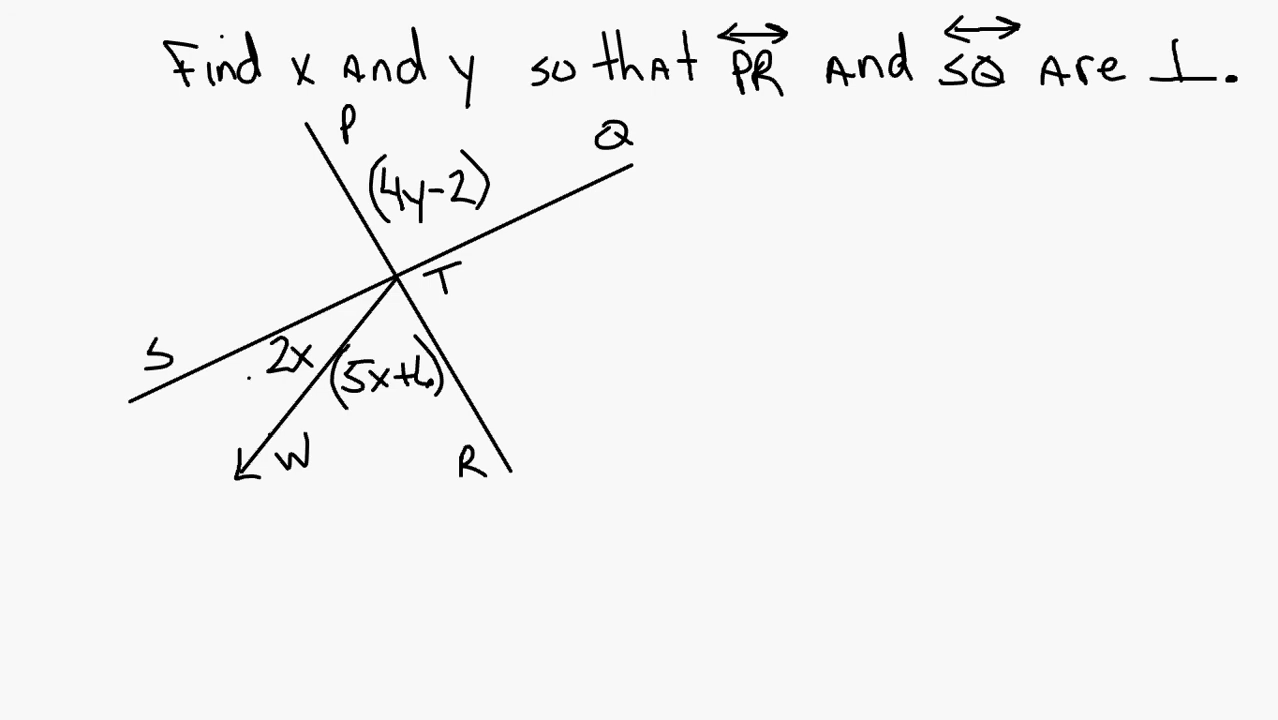 Find x and y so that PR and SQ are ⊥.
P
Q
(4y-2)
T
S
2x
(5x+6)
W
R